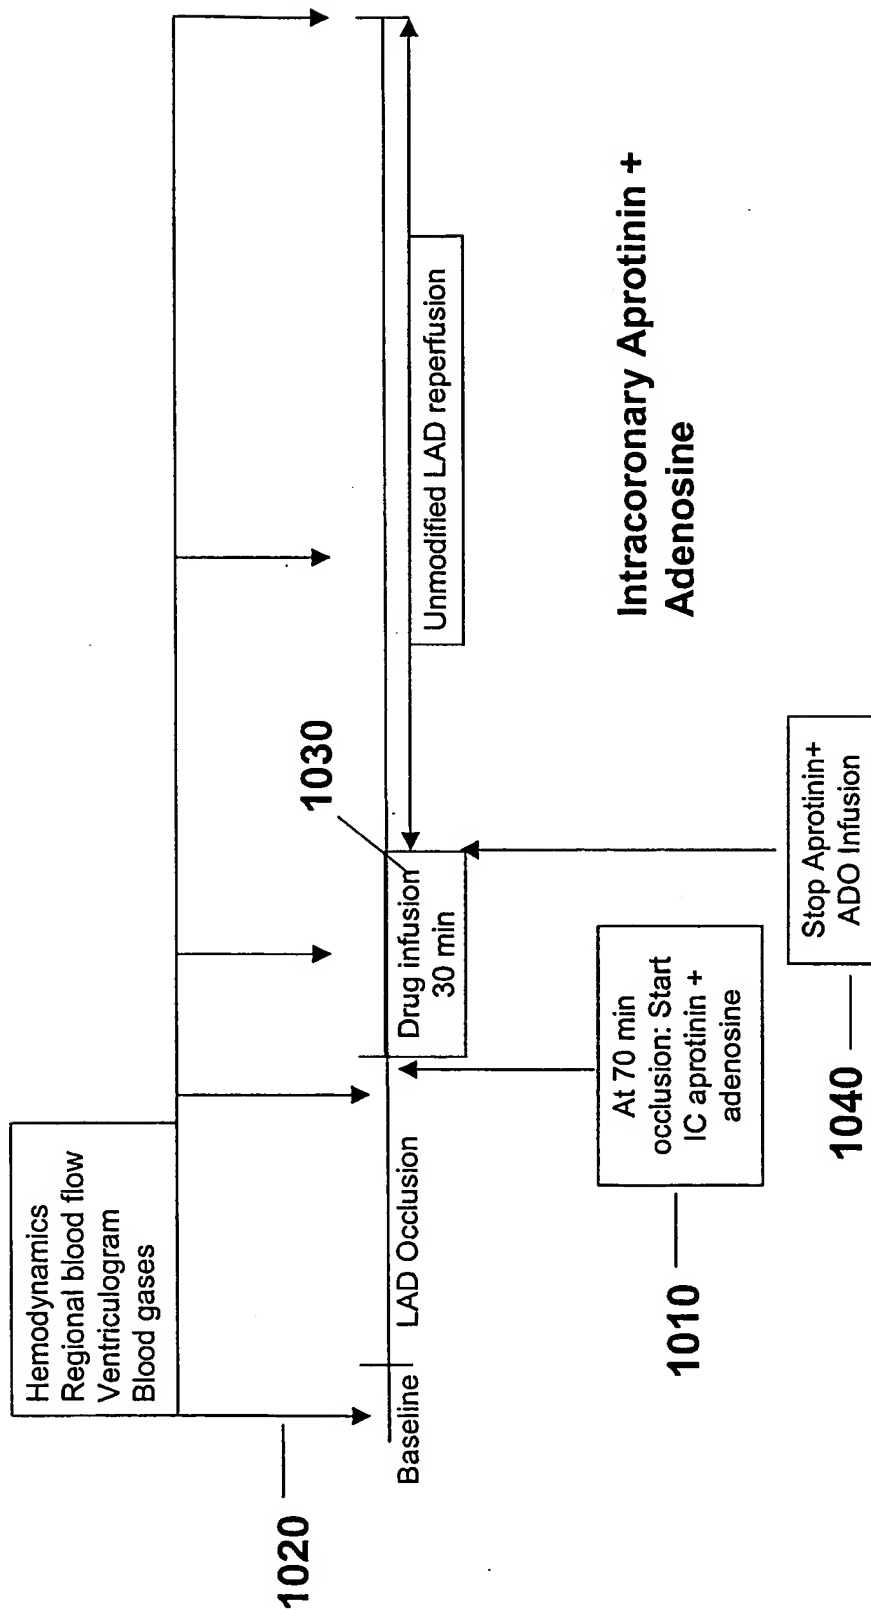 Hemodynamics
Regional blood flow
Ventriculogram
Blood gases
1020
Baseline
LAD Occlusion
Drug infusion
30 min
1030
Unmodified LAD reperfusion
At 70 min
occlusion: Start
IC aprotinin +
adenosine
1010
Stop Aprotinin+
ADO Infusion
1040
Intracoronary Aprotinin +
Adenosine